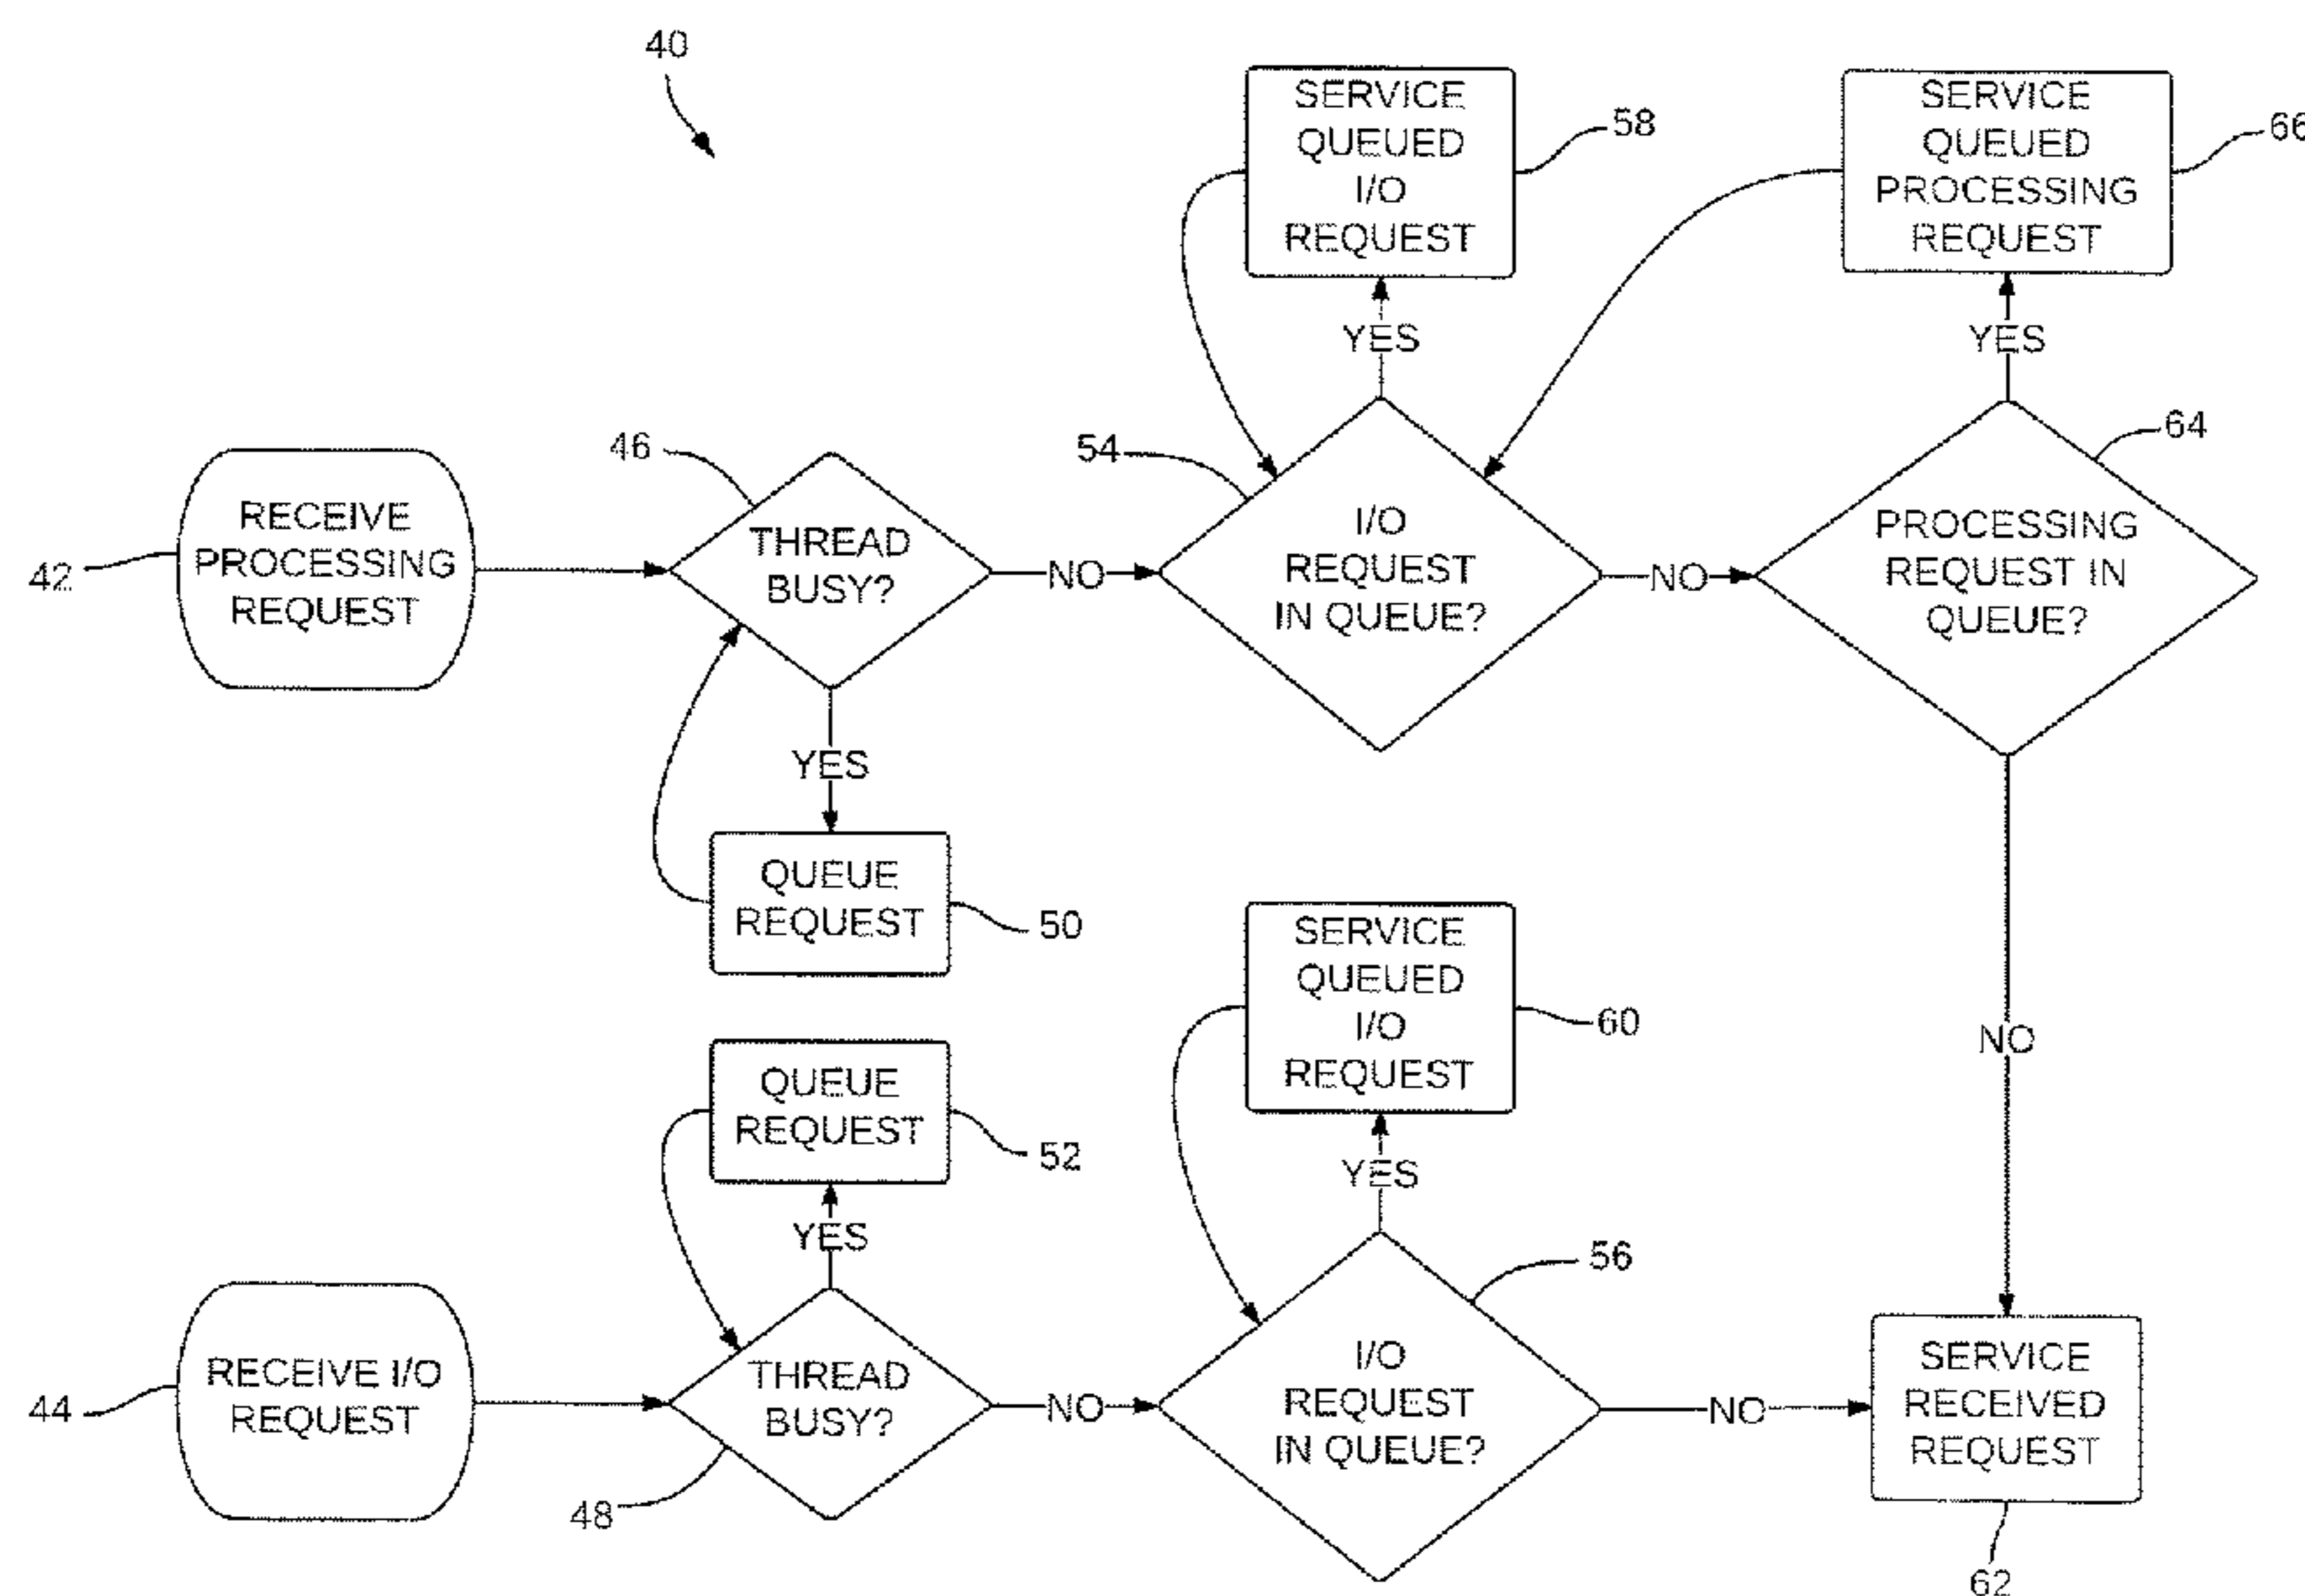 40
SERVICE
QUEUED
I/O
REQUEST
58
SERVICE
QUEUED
PROCESSING
REQUEST
66
YES
YES
42
RECEIVE
PROCESSING
REQUEST
46
THREAD
BUSY?
NO
54
I/O
REQUEST
IN QUEUE?
NO
64
PROCESSING
REQUEST IN
QUEUE?
YES
QUEUE
REQUEST
50
SERVICE
QUEUED
I/O
REQUEST
60
NO
QUEUE
REQUEST
52
YES
YES
44
RECEIVE I/O
REQUEST
THREAD
BUSY?
48
NO
56
I/O
REQUEST
IN QUEUE?
NO
SERVICE
RECEIVED
REQUEST
62